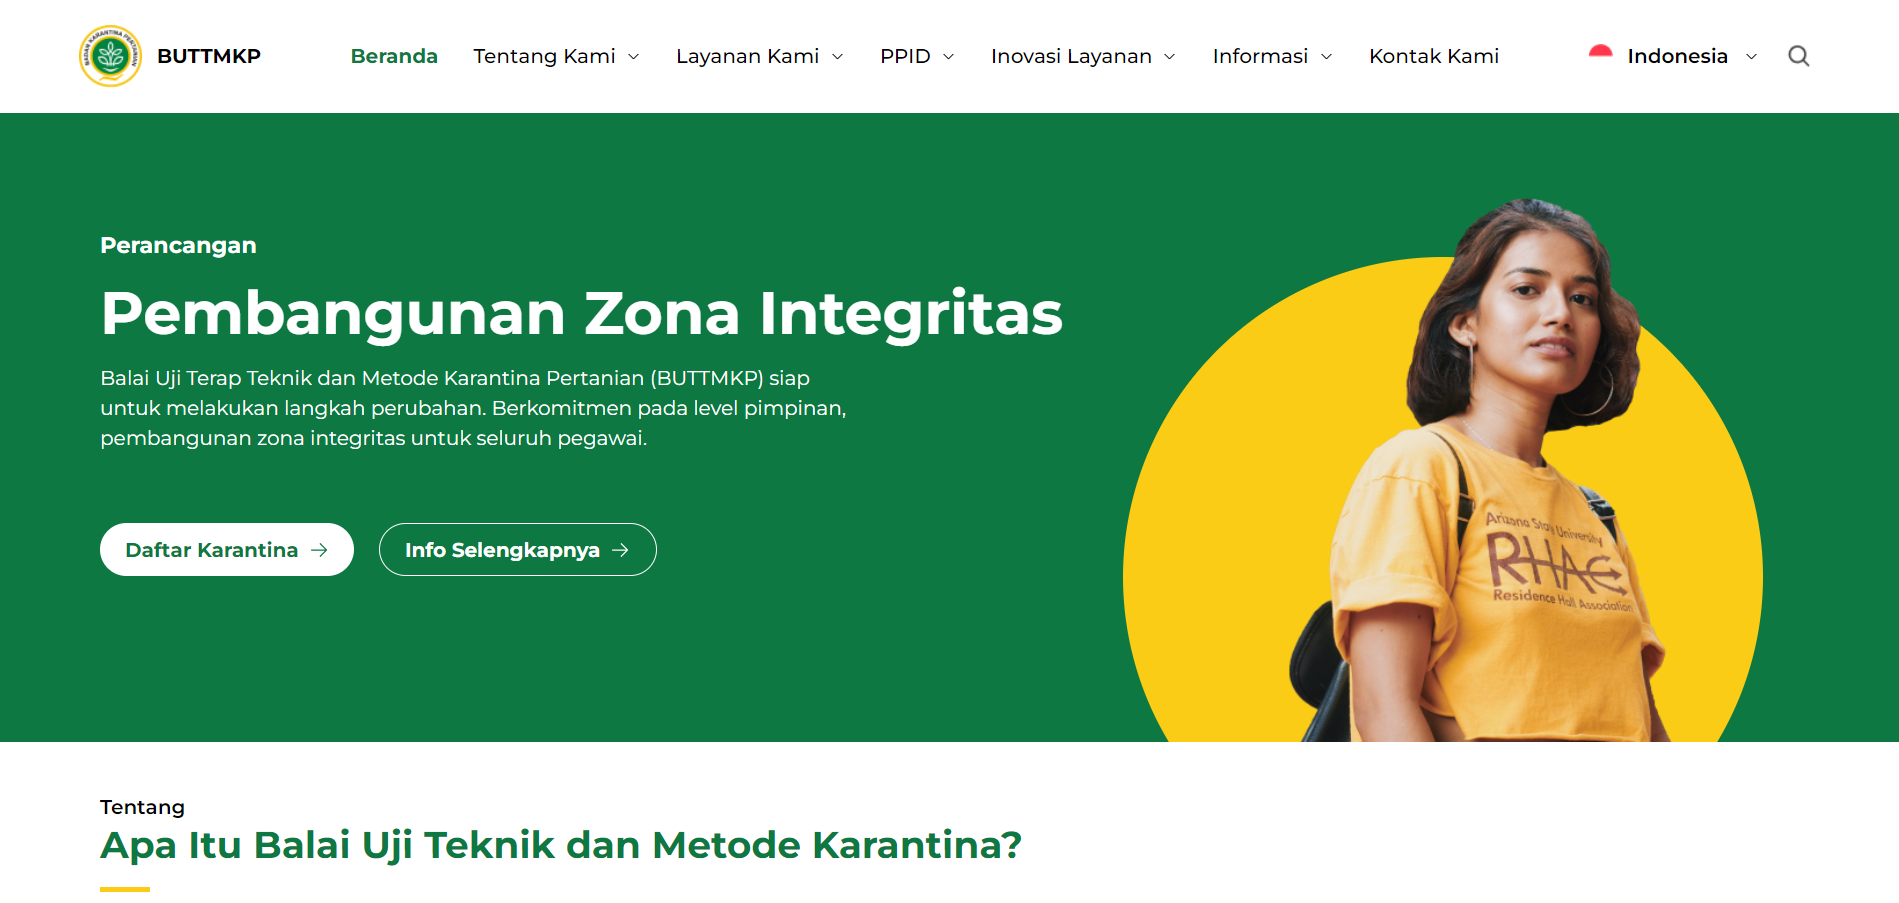 BADAN KARANTINA PERTANIAN
BUTTMKP
Beranda
Tentang Kami
Layanan Kami
PPID
Inovasi Layanan
Informasi
Kontak Kami
Indonesia
Perancangan
Pembangunan Zona Integritas
Balai Uji Terap Teknik dan Metode Karantina Pertanian (BUTTMKP) siap
untuk melakukan langkah perubahan. Berkomitmen pada level pimpinan,
pembangunan zona integritas untuk seluruh pegawai.
Daftar Karantina
Info Selengkapnya
Arizona State University
RHA
Residence Hall Association
Tentang
Apa Itu Balai Uji Teknik dan Metode Karantina?